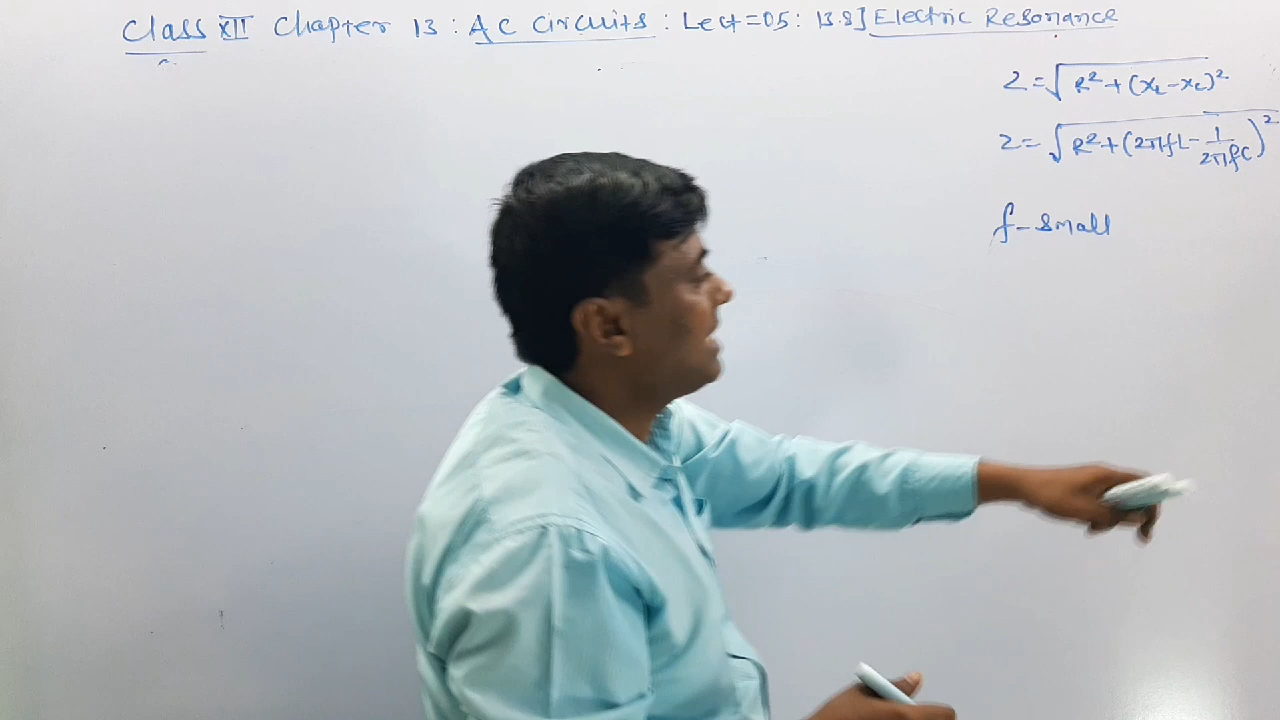 Class XII Chapter 13 : AC Circuits : Lect=05 : 13.8] Electric Resonance
Z = √R² + (XL - XC)²
Z = √R² + (2πfL - 1/2πfC)²
f - small